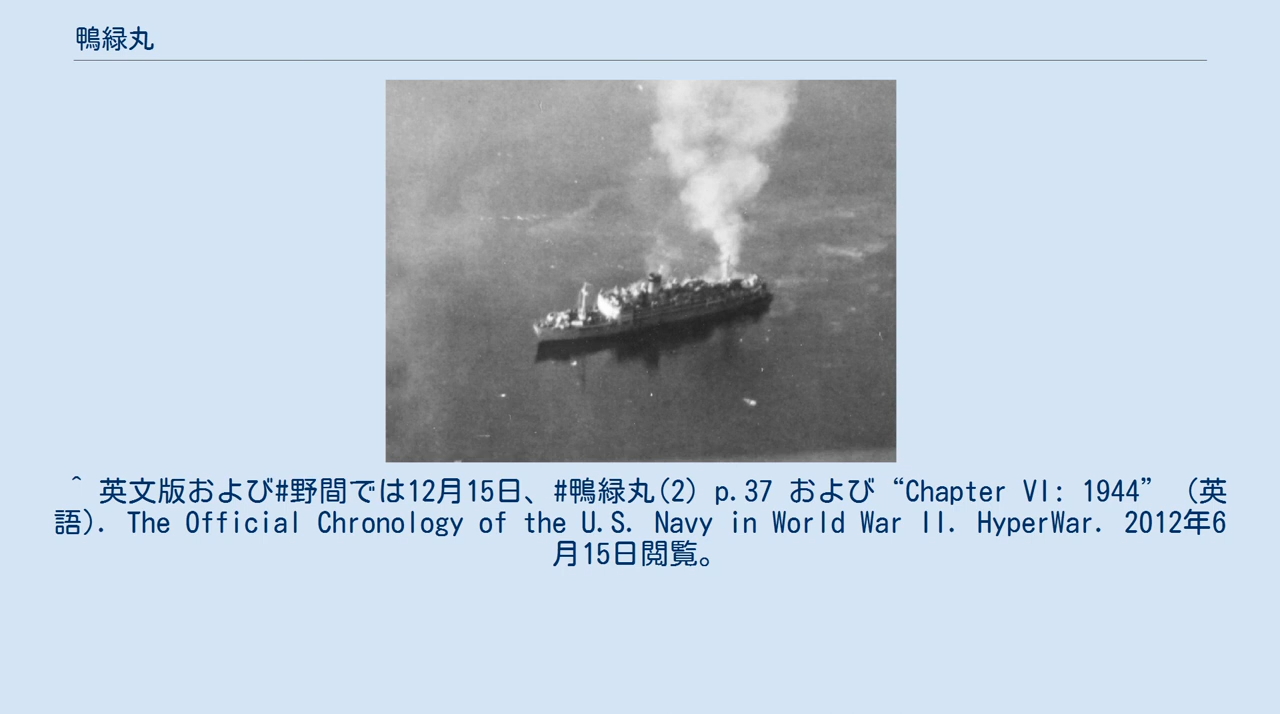 鴨緑丸
^ 英文版および#野間では12月15日、#鴨緑丸(2) p.37 および“Chapter VI: 1944” (英
語). The Official Chronology of the U.S. Navy in World War II. HyperWar. 2012年6
月15日閲覧。